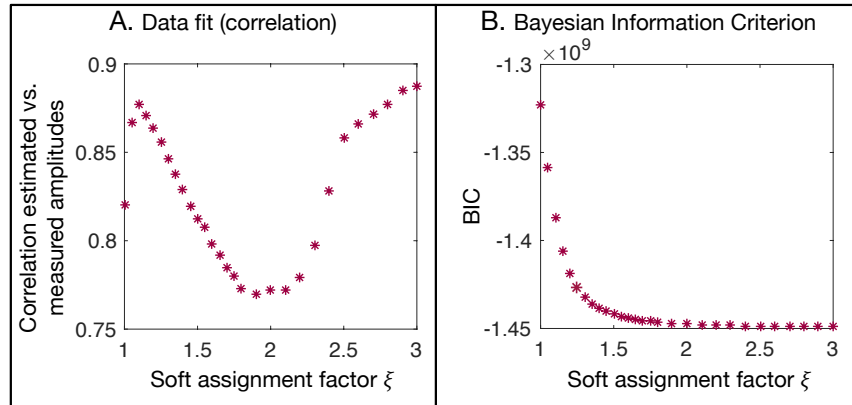 A. Data fit (correlation)
0.9
0.85
0.8
0.75
Correlation estimated vs.
measured amplitudes
1 1.5 2 2.5 3
Soft assignment factor ξ
B. Bayesian Information Criterion
×10⁹
-1.3
-1.35
-1.4
-1.45
BIC
1 1.5 2 2.5 3
Soft assignment factor ξ